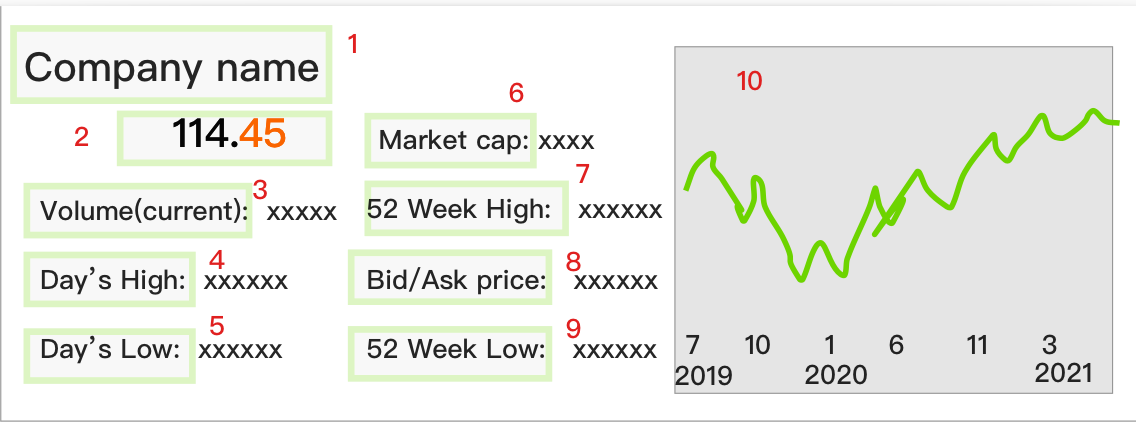 Company name 1
2 114.45
Volume(current): 3 xxxxx
Day's High: 4 xxxxxx
Day's Low: 5 xxxxxx
6
Market cap: xxxx
7
52 Week High: xxxxxx
Bid/Ask price: 8 xxxxxx
52 Week Low: 9 xxxxxx
10
7 10 1 6 11 3
2019 2020 2021